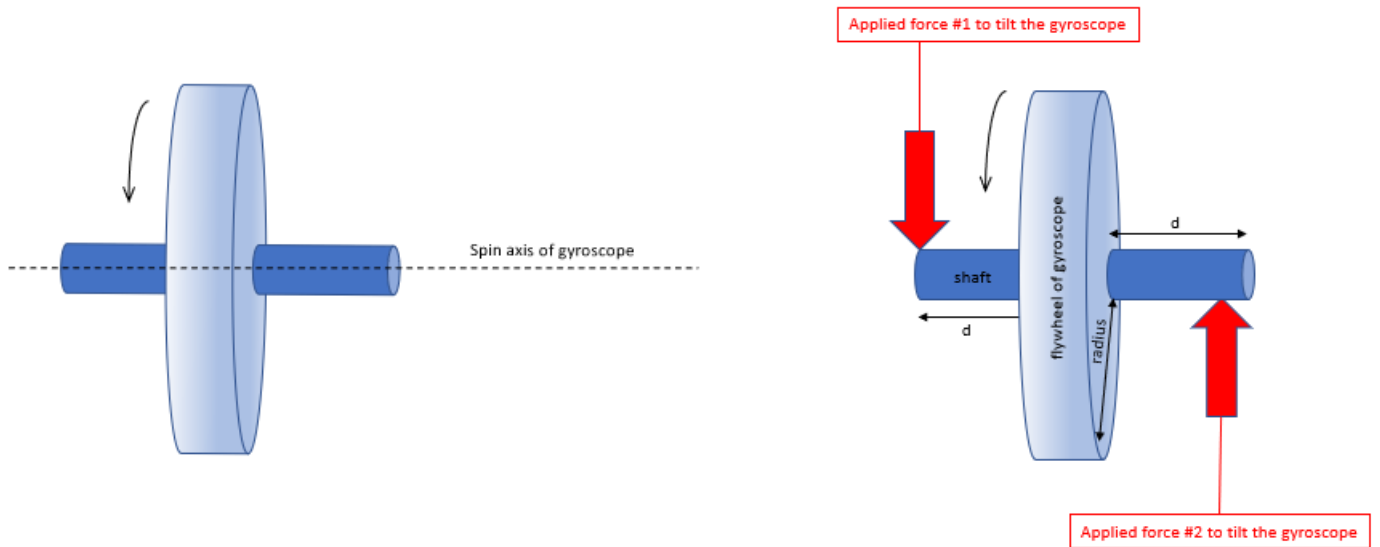 Applied force #1 to tilt the gyroscope
Spin axis of gyroscope
d
shaft
flywheel of gyroscope
d
radius
Applied force #2 to tilt the gyroscope